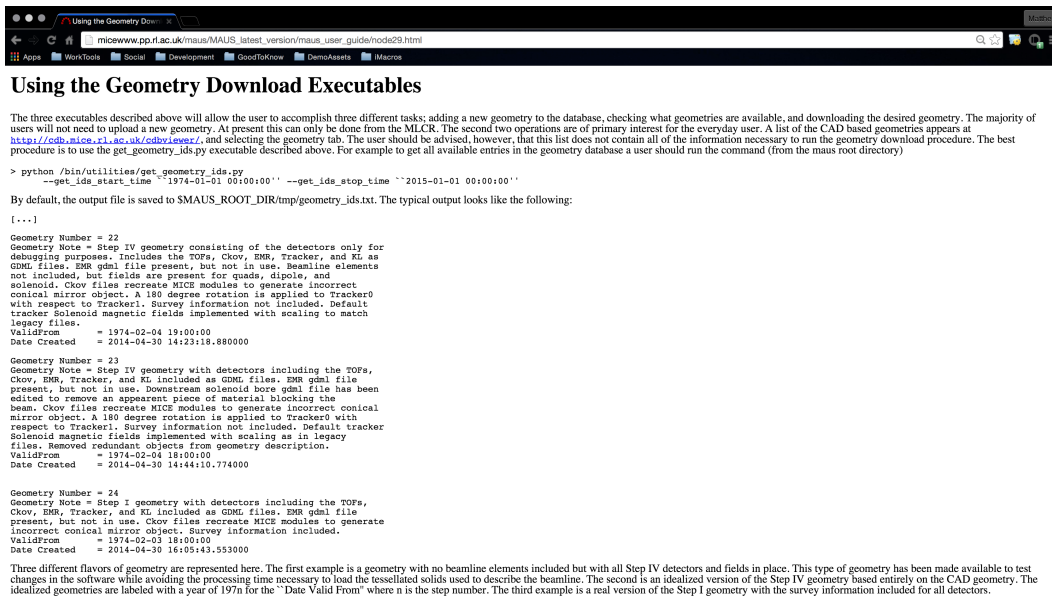 Using the Geometry Down
Matthe
micewww.pp.rl.ac.uk/maus/MAUS_latest_version/maus_user_guide/node29.html
Apps WorkTools Social Development GoodToKnow DemoAssets iMacros
Using the Geometry Download Executables
The three executables described above will allow the user to accomplish three different tasks; adding a new geometry to the database, checking what geometries are available, and downloading the desired geometry. The majority of
users will not need to upload a new geometry. At present this can only be done from the MLCR. The second two operations are of primary interest for the everyday user. A list of the CAD based geometries appears at
http://cdb.mice.rl.ac.uk/cdbviewer/, and selecting the geometry tab. The user should be advised, however, that this list does not contain all of the information necessary to run the geometry download procedure. The best
procedure is to use the get_geometry_ids.py executable described above. For example to get all available entries in the geometry database a user should run the command (from the maus root directory)
> python /bin/utilities/get_geometry_ids.py
--get_ids_start_time ``1974-01-01 00:00:00'' --get_ids_stop_time ``2015-01-01 00:00:00''
By default, the output file is saved to $MAUS_ROOT_DIR/tmp/geometry_ids.txt. The typical output looks like the following:
[...]
Geometry Number = 22
Geometry Note = Step IV geometry consisting of the detectors only for
debugging purposes. Includes the TOFs, Ckov, EMR, Tracker, and KL as
GDML files. EMR gdml file present, but not in use. Beamline elements
not included, but fields are present for quads, dipole, and
solenoid. Ckov files recreate MICE modules to generate incorrect
conical mirror object. A 180 degree rotation is applied to Tracker0
with respect to Tracker1. Survey information not included. Default
tracker Solenoid magnetic fields implemented with scaling to match
legacy files.
ValidFrom = 1974-02-04 19:00:00
Date Created = 2014-04-30 14:23:18.880000
Geometry Number = 23
Geometry Note = Step IV geometry with detectors including the TOFs,
Ckov, EMR, Tracker, and KL included as GDML files. EMR gdml file
present, but not in use. Downstream solenoid bore gdml file has been
edited to remove an appearent piece of material blocking the
beam. Ckov files recreate MICE modules to generate incorrect conical
mirror object. A 180 degree rotation is applied to Tracker0 with
respect to Tracker1. Survey information not included. Default tracker
Solenoid magnetic fields implemented with scaling as in legacy
files. Removed redundant objects from geometry description.
ValidFrom = 1974-02-04 18:00:00
Date Created = 2014-04-30 14:44:10.774000
Geometry Number = 24
Geometry Note = Step I geometry with detectors including the TOFs,
Ckov, EMR, Tracker, and KL included as GDML files. EMR gdml file
present, but not in use. Ckov files recreate MICE modules to generate
incorrect conical mirror object. Survey information included.
ValidFrom = 1974-02-03 18:00:00
Date Created = 2014-04-30 16:05:43.553000
Three different flavors of geometry are represented here. The first example is a geometry with no beamline elements included but with all Step IV detectors and fields in place. This type of geometry has been made available to test
changes in the software while avoiding the processing time necessary to load the tessellated solids used to describe the beamline. The second is an idealized version of the Step IV geometry based entirely on the CAD geometry. The
idealized geometries are labeled with a year of 197n for the ``Date Valid From" where n is the step number. The third example is a real version of the Step I geometry with the survey information included for all detectors.